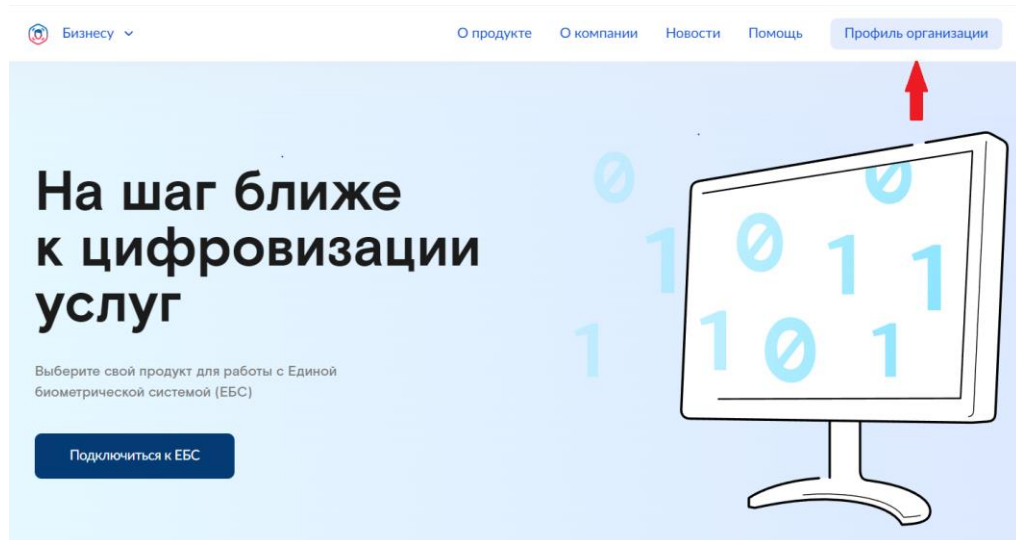 Бизнесу
О продукте
О компании
Новости
Помощь
Профиль организации
На шаг ближе
к цифровизации
услуг
Выберите свой продукт для работы с Единой
биометрической системой (ЕБС)
Подключиться к ЕБС
0
0
1
0
1
1
1
1
0
1